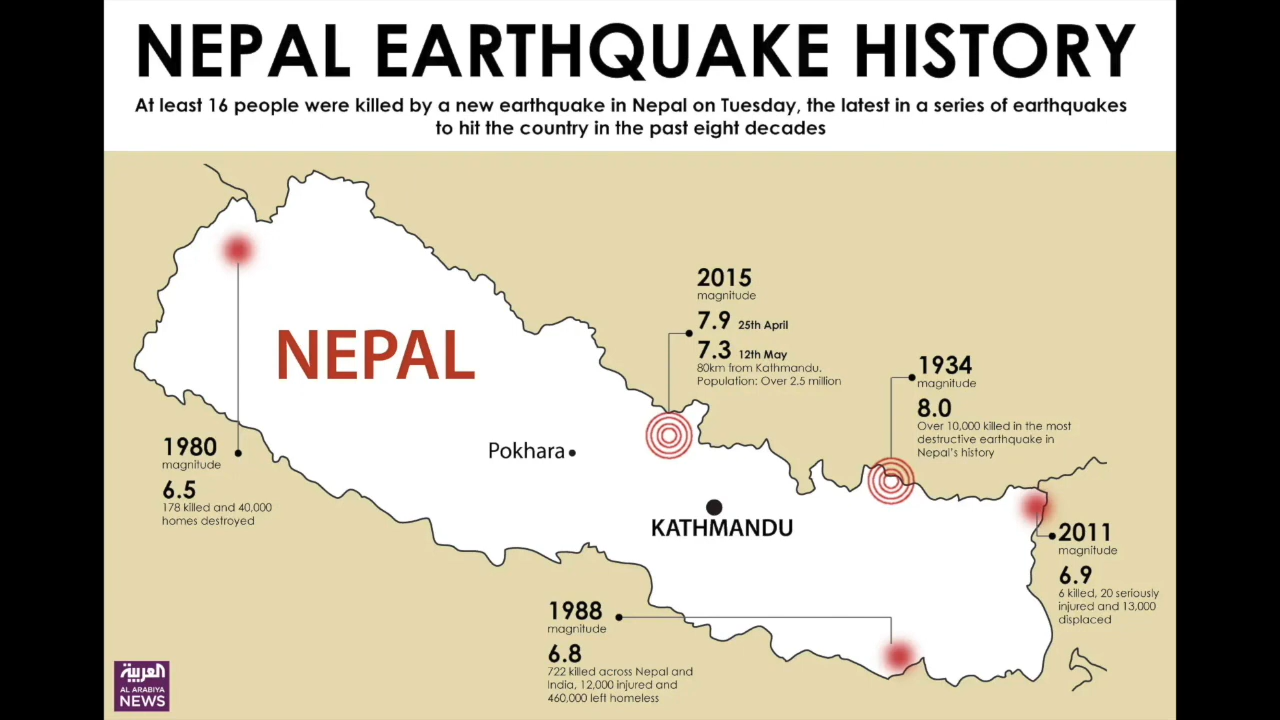 NEPAL EARTHQUAKE HISTORY
At least 16 people were killed by a new earthquake in Nepal on Tuesday, the latest in a series of earthquakes
to hit the country in the past eight decades
2015
magnitude
7.9 25th April
7.3 12th May
80km from Kathmandu.
Population: Over 2.5 million
NEPAL
1934
magnitude
8.0
Over 10,000 killed in the most
destructive earthquake in
Nepal's history
1980
magnitude
6.5
178 killed and 40,000
homes destroyed
Pokhara
KATHMANDU
2011
magnitude
6.9
6 killed, 20 seriously
injured and 13,000
displaced
1988
magnitude
6.8
722 killed across Nepal and
India, 12,000 injured and
460,000 left homeless
العربية
AL ARABIYA
NEWS